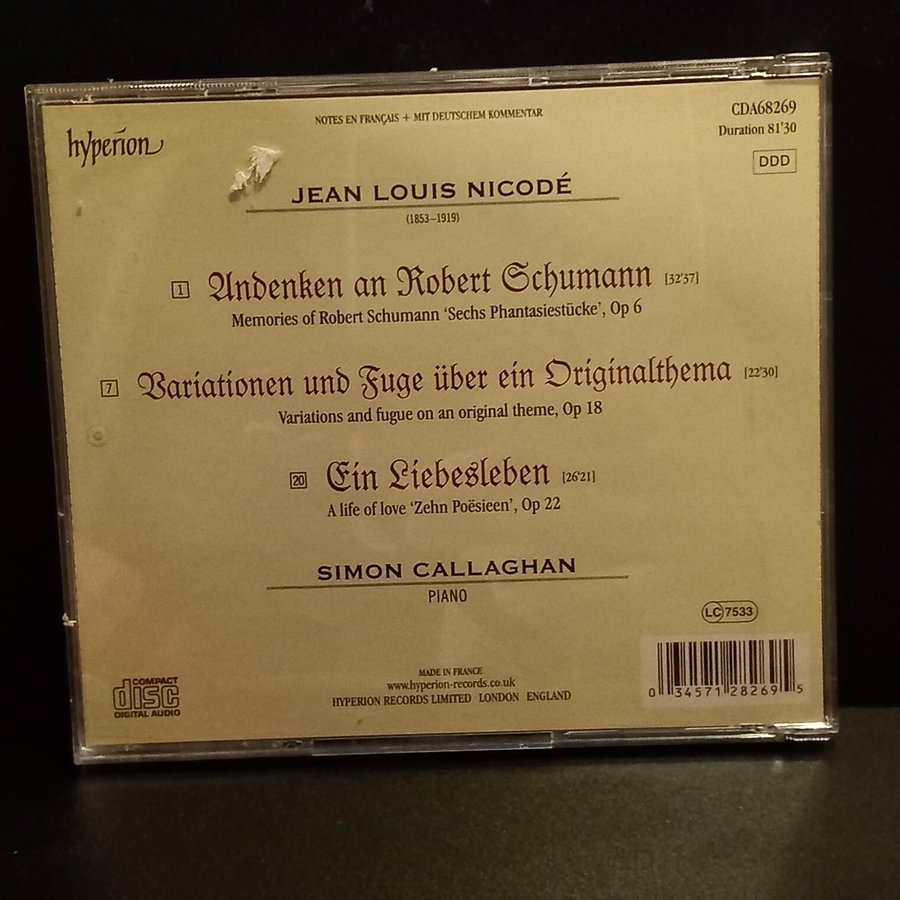 hyperion
NOTES EN FRANÇAIS + MIT DEUTSCHEM KOMMENTAR
CDA68269
Duration 81'30
DDD
JEAN LOUIS NICODÉ
(1853–1919)
1 Andenken an Robert Schumann [32'37]
Memories of Robert Schumann ‘Sechs Phantasiestücke’, Op 6
7 Variationen und Fuge über ein Originalthema [22'30]
Variations and fugue on an original theme, Op 18
20 Ein Liebesleben [26'21]
A life of love ‘Zehn Poësieen’, Op 22
SIMON CALLAGHAN
PIANO
LC 7533
COMPACT
disc
DIGITAL AUDIO
MADE IN FRANCE
www.hyperion-records.co.uk
HYPERION RECORDS LIMITED LONDON ENGLAND
0 34571 28269 5